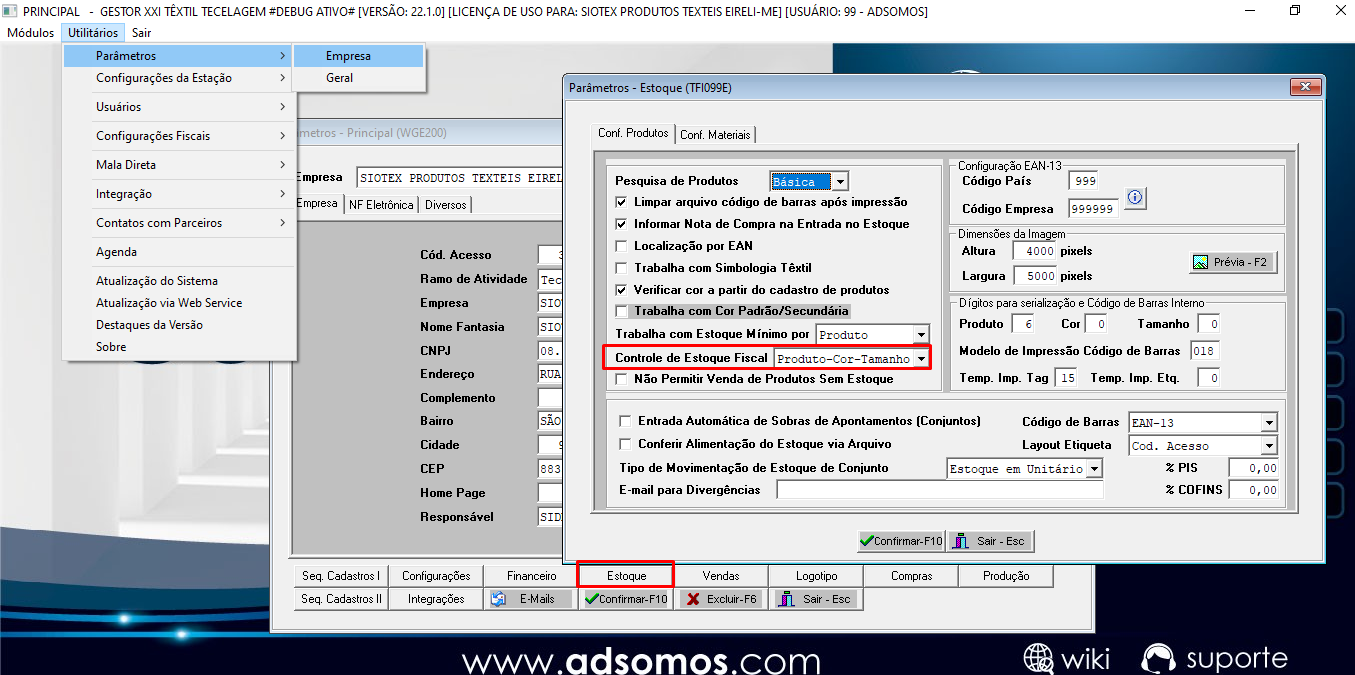 PRINCIPAL - GESTOR XXI TÊXTIL TECELAGEM #DEBUG ATIVO# [VERSÃO: 22.1.0] [LICENÇA DE USO PARA: SIOTEX PRODUTOS TEXTEIS EIRELI-ME] [USUÁRIO: 99 - ADSOMOS]
Módulos Utilitários Sair
Parâmetros
Configurações da Estação
Usuários
Configurações Fiscais
Mala Direta
Integração
Contatos com Parceiros
Agenda
Atualização do Sistema
Atualização via Web Service
Destaques da Versão
Sobre
Empresa
Geral
metros - Principal (WGE200)
Empresa SIOTEX PRODUTOS TEXTEIS EIREL
Empresa NF Eletrônica Diversos
Cód. Acesso
Ramo de Atividade Tec
Empresa SIO
Nome Fantasia SIO
CNPJ 08.
Endereço RUA
Complemento
Bairro SÃO
Cidade
CEP 883
Home Page
Responsável SID
Seq. Cadastros I Configurações Financeiro Estoque Vendas Logotipo Compras Produção
Seq. Cadastros II Integrações E-Mails Confirmar-F10 Excluir-F6 Sair - Esc
Parâmetros - Estoque (TFI099E)
Conf. Produtos Conf. Materiais
Pesquisa de Produtos Básica
Limpar arquivo código de barras após impressão
Informar Nota de Compra na Entrada no Estoque
Localização por EAN
Trabalha com Simbologia Têxtil
Verificar cor a partir do cadastro de produtos
Trabalha com Cor Padrão/Secundária
Trabalha com Estoque Mínimo por Produto
Controle de Estoque Fiscal Produto-Cor-Tamanho
Não Permitir Venda de Produtos Sem Estoque
Configuração EAN-13
Código País 999
Código Empresa 999999
Dimensões da Imagem
Altura 4000 pixels
Largura 5000 pixels
Prévia - F2
Dígitos para serialização e Código de Barras Interno
Produto 6 Cor 0 Tamanho 0
Modelo de Impressão Código de Barras 018
Temp. Imp. Tag 15 Temp. Imp. Etq. 0
Entrada Automática de Sobras de Apontamentos (Conjuntos)
Conferir Alimentação do Estoque via Arquivo
Tipo de Movimentação de Estoque de Conjunto Estoque em Unitário
E-mail para Divergências
Código de Barras EAN-13
Layout Etiqueta Cod. Acesso
% PIS 0,00
% COFINS 0,00
Confirmar-F10 Sair - Esc
www.adsomos.com
wiki
suporte